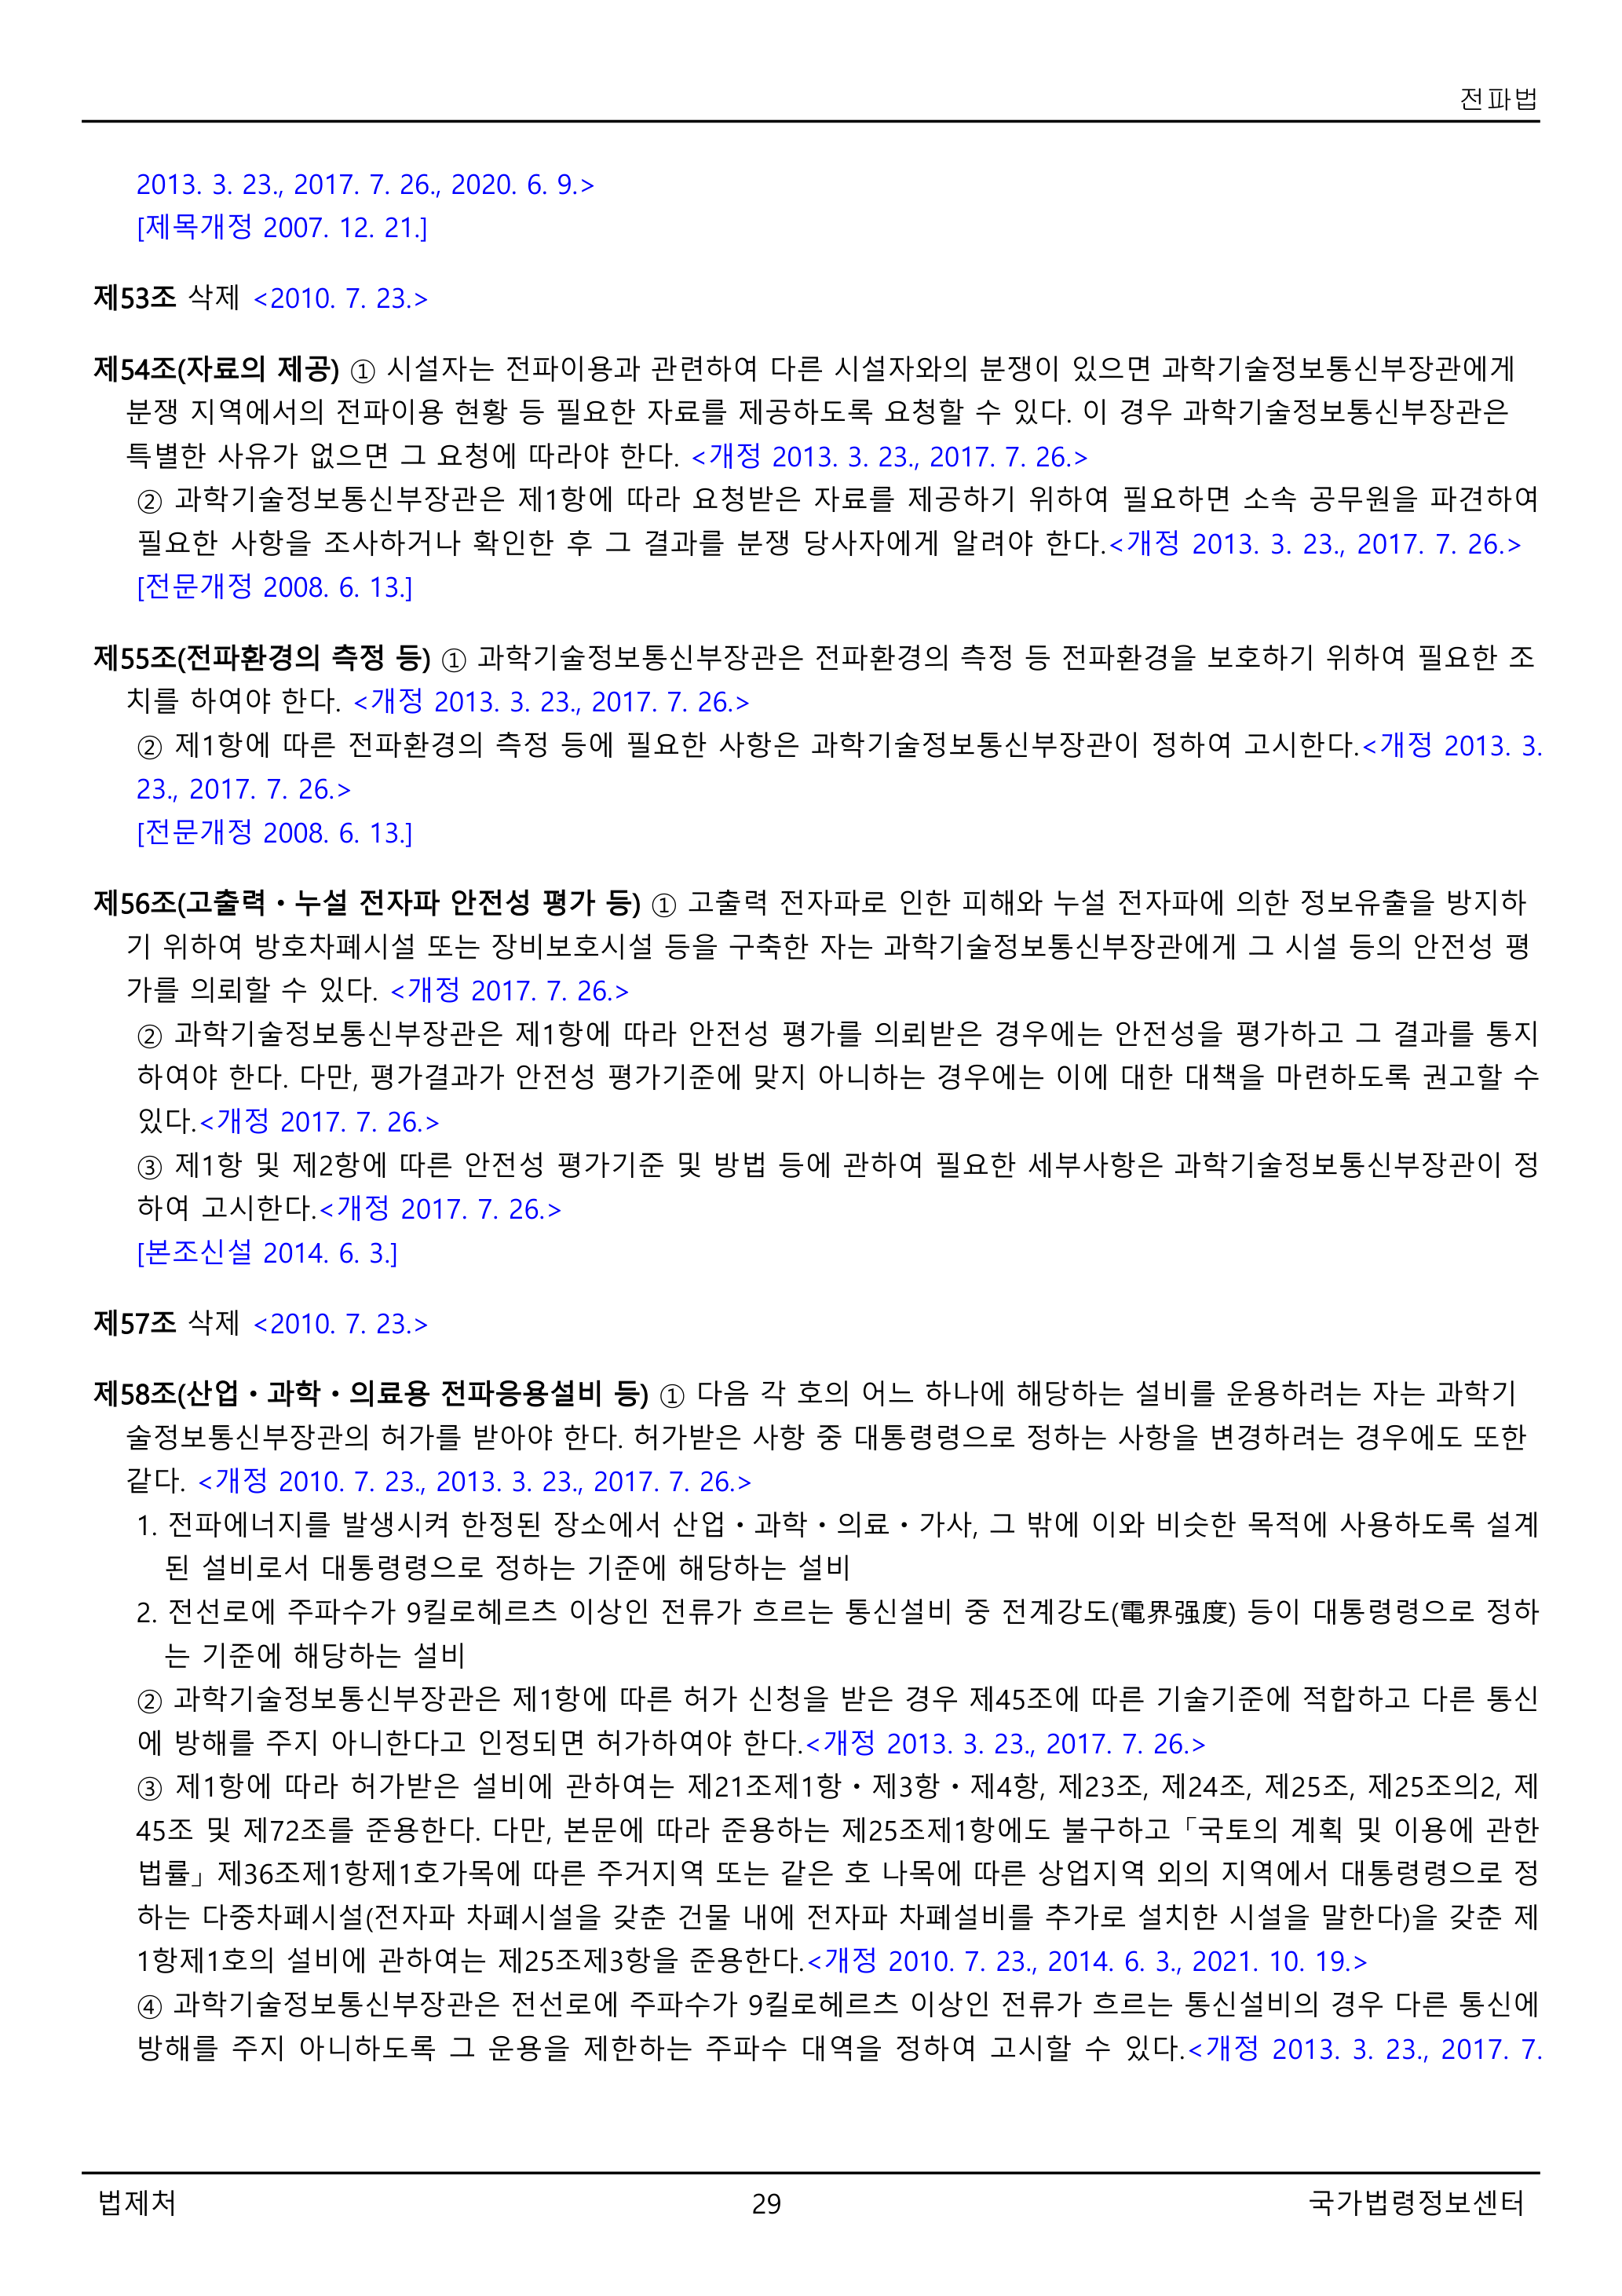 전파법
2013. 3. 23., 2017. 7. 26., 2020. 6. 9.>
[제목개정 2007. 12. 21.]
제53조 삭제 <2010. 7. 23.>
제54조(자료의 제공) ① 시설자는 전파이용과 관련하여 다른 시설자와의 분쟁이 있으면 과학기술정보통신부장관에게
분쟁 지역에서의 전파이용 현황 등 필요한 자료를 제공하도록 요청할 수 있다. 이 경우 과학기술정보통신부장관은
특별한 사유가 없으면 그 요청에 따라야 한다. <개정 2013. 3. 23., 2017. 7. 26.>
② 과학기술정보통신부장관은 제1항에 따라 요청받은 자료를 제공하기 위하여 필요하면 소속 공무원을 파견하여
필요한 사항을 조사하거나 확인한 후 그 결과를 분쟁 당사자에게 알려야 한다.<개정 2013. 3. 23., 2017. 7. 26.>
[전문개정 2008. 6. 13.]
제55조(전파환경의 측정 등) ① 과학기술정보통신부장관은 전파환경의 측정 등 전파환경을 보호하기 위하여 필요한 조
치를 하여야 한다. <개정 2013. 3. 23., 2017. 7. 26.>
② 제1항에 따른 전파환경의 측정 등에 필요한 사항은 과학기술정보통신부장관이 정하여 고시한다.<개정 2013. 3.
23., 2017. 7. 26.>
[전문개정 2008. 6. 13.]
제56조(고출력ㆍ누설 전자파 안전성 평가 등) ① 고출력 전자파로 인한 피해와 누설 전자파에 의한 정보유출을 방지하
기 위하여 방호차폐시설 또는 장비보호시설 등을 구축한 자는 과학기술정보통신부장관에게 그 시설 등의 안전성 평
가를 의뢰할 수 있다. <개정 2017. 7. 26.>
② 과학기술정보통신부장관은 제1항에 따라 안전성 평가를 의뢰받은 경우에는 안전성을 평가하고 그 결과를 통지
하여야 한다. 다만, 평가결과가 안전성 평가기준에 맞지 아니하는 경우에는 이에 대한 대책을 마련하도록 권고할 수
있다.<개정 2017. 7. 26.>
③ 제1항 및 제2항에 따른 안전성 평가기준 및 방법 등에 관하여 필요한 세부사항은 과학기술정보통신부장관이 정
하여 고시한다.<개정 2017. 7. 26.>
[본조신설 2014. 6. 3.]
제57조 삭제 <2010. 7. 23.>
제58조(산업ㆍ과학ㆍ의료용 전파응용설비 등) ① 다음 각 호의 어느 하나에 해당하는 설비를 운용하려는 자는 과학기
술정보통신부장관의 허가를 받아야 한다. 허가받은 사항 중 대통령령으로 정하는 사항을 변경하려는 경우에도 또한
같다. <개정 2010. 7. 23., 2013. 3. 23., 2017. 7. 26.>
1. 전파에너지를 발생시켜 한정된 장소에서 산업ㆍ과학ㆍ의료ㆍ가사, 그 밖에 이와 비슷한 목적에 사용하도록 설계
된 설비로서 대통령령으로 정하는 기준에 해당하는 설비
2. 전선로에 주파수가 9킬로헤르츠 이상인 전류가 흐르는 통신설비 중 전계강도(電界强度) 등이 대통령령으로 정하
는 기준에 해당하는 설비
② 과학기술정보통신부장관은 제1항에 따른 허가 신청을 받은 경우 제45조에 따른 기술기준에 적합하고 다른 통신
에 방해를 주지 아니한다고 인정되면 허가하여야 한다.<개정 2013. 3. 23., 2017. 7. 26.>
③ 제1항에 따라 허가받은 설비에 관하여는 제21조제1항ㆍ제3항ㆍ제4항, 제23조, 제24조, 제25조, 제25조의2, 제
45조 및 제72조를 준용한다. 다만, 본문에 따라 준용하는 제25조제1항에도 불구하고 「국토의 계획 및 이용에 관한
법률」 제36조제1항제1호가목에 따른 주거지역 또는 같은 호 나목에 따른 상업지역 외의 지역에서 대통령령으로 정
하는 다중차폐시설(전자파 차폐시설을 갖춘 건물 내에 전자파 차폐설비를 추가로 설치한 시설을 말한다)을 갖춘 제
1항제1호의 설비에 관하여는 제25조제3항을 준용한다.<개정 2010. 7. 23., 2014. 6. 3., 2021. 10. 19.>
④ 과학기술정보통신부장관은 전선로에 주파수가 9킬로헤르츠 이상인 전류가 흐르는 통신설비의 경우 다른 통신에
방해를 주지 아니하도록 그 운용을 제한하는 주파수 대역을 정하여 고시할 수 있다.<개정 2013. 3. 23., 2017. 7.
법제처
29
국가법령정보센터